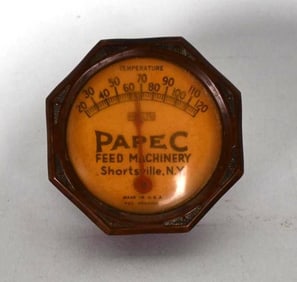 TEMPERATURE
20 30 40 50 60 70 80 90 100 110 120
PAPEC
FEED MACHINERY
Shortsville, N.Y.
MADE IN U.S.A.